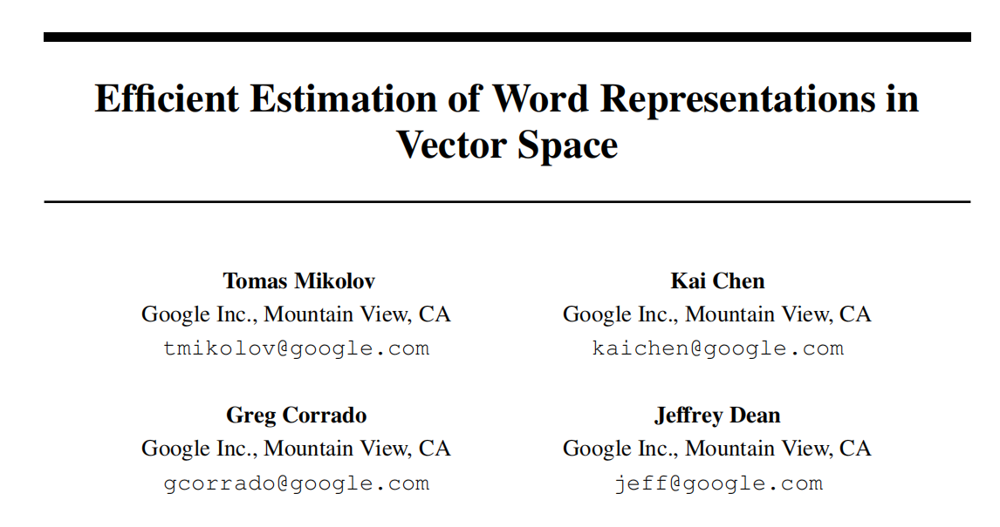 Efficient Estimation of Word Representations in
Vector Space
Tomas Mikolov
Google Inc., Mountain View, CA
tmikolov@google.com
Kai Chen
Google Inc., Mountain View, CA
kaichen@google.com
Greg Corrado
Google Inc., Mountain View, CA
gcorrado@google.com
Jeffrey Dean
Google Inc., Mountain View, CA
jeff@google.com